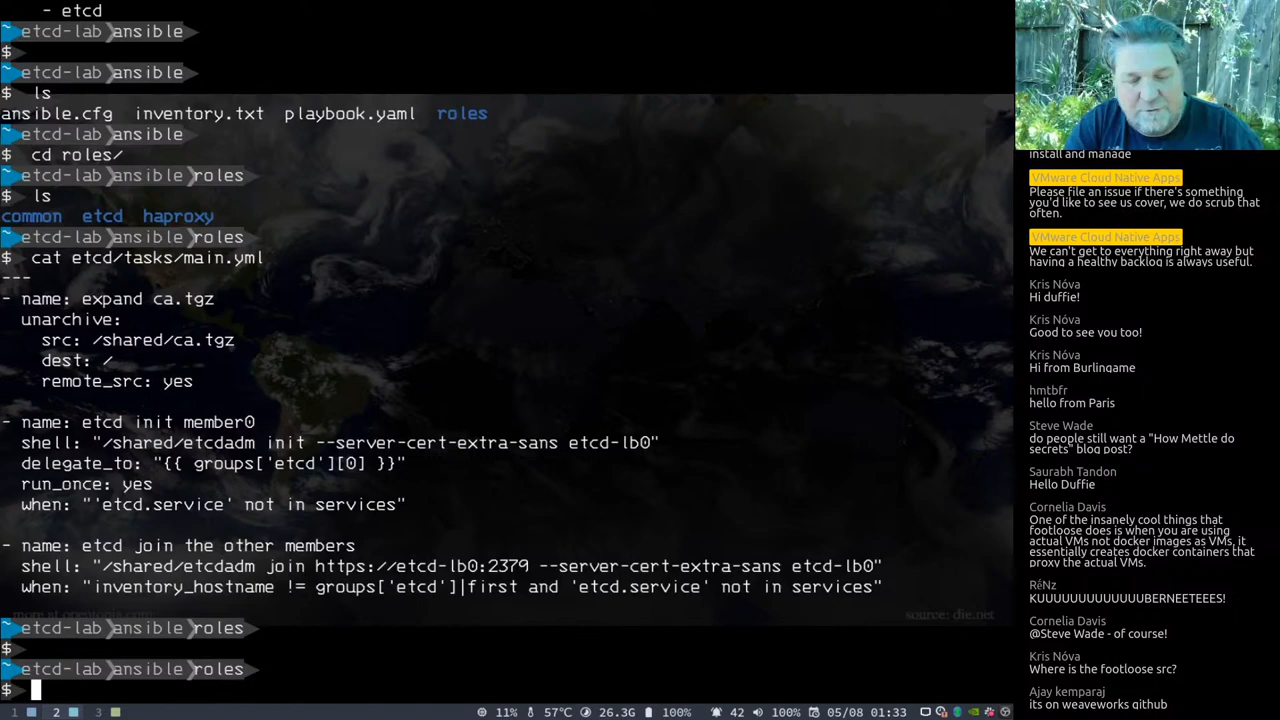 - etcd
~ etcd-lab ansible
$
~ etcd-lab ansible
$ ls
ansible.cfg inventory.txt playbook.yaml roles
~ etcd-lab ansible
$ cd roles/
~ etcd-lab ansible roles
$ ls
common etcd haproxy
~ etcd-lab ansible roles
$ cat etcd/tasks/main.yml
---
- name: expand ca.tgz
unarchive:
src: /shared/ca.tgz
dest: /
remote_src: yes
- name: etcd init member0
shell: "/shared/etcdadm init --server-cert-extra-sans etcd-lb0"
delegate_to: "{{ groups['etcd'][0] }}"
run_once: yes
when: "'etcd.service' not in services"
- name: etcd join the other members
shell: "/shared/etcdadm join https://etcd-lb0:2379 --server-cert-extra-sans etcd-lb0"
when: "inventory_hostname != groups['etcd']|first and 'etcd.service' not in services"
source: die.net
~ etcd-lab ansible roles
$
~ etcd-lab ansible roles
$
1 2 3
11% 57℃ 26.3G 100% 42 100% 05/08 01:33
install and manage
VMware Cloud Native Apps
Please file an issue if there's something
you'd like to see us cover, we do scrub that
often.
VMware Cloud Native Apps
We can't get to everything right away but
having a healthy backlog is always useful.
Kris Nóva
Hi duffie!
Kris Nóva
Good to see you too!
Kris Nóva
Hi from Burlingame
hmtbfr
hello from Paris
Steve Wade
do people still want a "How Mettle do
secrets" blog post?
Saurabh Tandon
Hello Duffie
Cornelia Davis
One of the insanely cool things that
footloose does is when you are using
actual VMs not docker images as VMs, it
essentially creates docker containers that
proxy the actual VMs.
RéNz
KUUUUUUUUUUUUUBERNEETEEES!
Cornelia Davis
@Steve Wade - of course!
Kris Nóva
Where is the footloose src?
Ajay kemparaj
its on weaveworks github